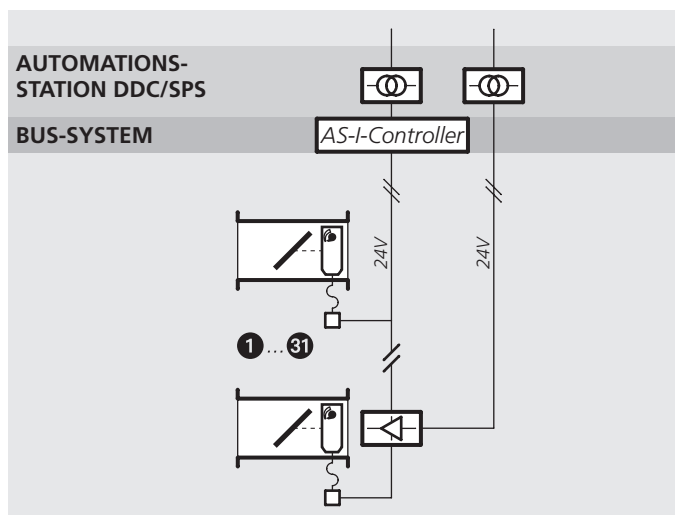 AUTOMATIONS-
STATION DDC/SPS
BUS-SYSTEM
AS-I-Controller
24V
24V
1 ... 31